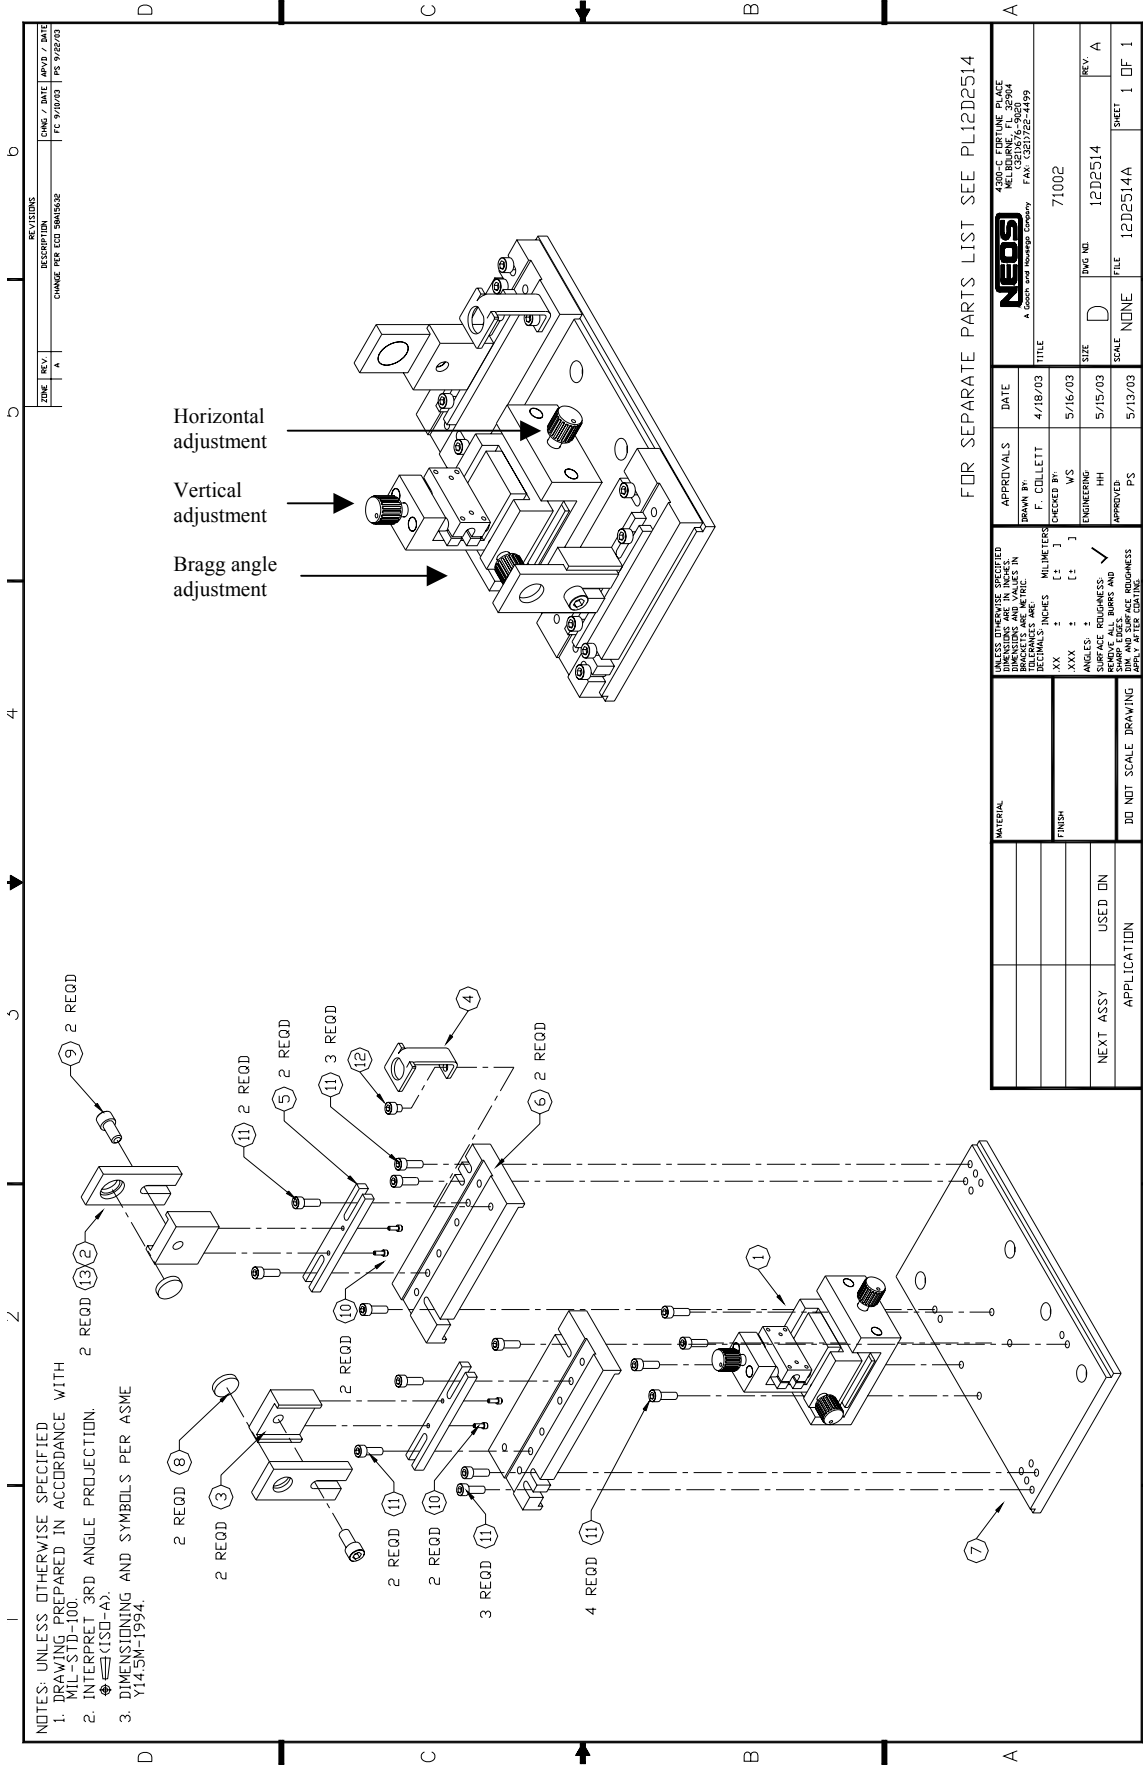 NOTES: UNLESS OTHERWISE SPECIFIED
1. DRAWING PREPARED IN ACCORDANCE WITH
MIL-STD-100.
2. INTERPRET 3RD ANGLE PROJECTION.
(ISO-A).
3. DIMENSIONING AND SYMBOLS PER ASME
Y14.5M-1994.
1
2
3
4
5
6
D
C
B
A
D
C
B
A
REVISIONS
ZONE REV. DESCRIPTION CHNG / DATE APVD / DATE
A CHANGE PER ECO 58A15632 FC 9/10/03 PS 9/22/03
9 2 REQD
2 REQD 13 2
11 2 REQD
5 2 REQD
11 3 REQD
12
4
6 2 REQD
2 REQD 10
2 REQD 8
2 REQD 3
2 REQD 11
2 REQD 10
3 REQD 11
4 REQD 11
1
7
Horizontal
adjustment
Vertical
adjustment
Bragg angle
adjustment
FOR SEPARATE PARTS LIST SEE PL12D2514
NEXT ASSY USED ON
APPLICATION
MATERIAL
FINISH
DO NOT SCALE DRAWING
UNLESS OTHERWISE SPECIFIED
DIMENSIONS ARE IN INCHES.
DIMENSIONS AND VALUES IN
BRACKETS ARE METRIC.
TOLERANCES ARE:
DECIMALS: INCHES MILIMETERS
.XX ± [± ]
.XXX ± [± ]
ANGLES: ±
SURFACE ROUGHNESS: √
REMOVE ALL BURRS AND
SHARP EDGES.
DIM. AND SURFACE ROUGHNESS
APPLY AFTER COATING.
APPROVALS DATE
DRAWN BY:
F. COLLETT 4/18/03
CHECKED BY:
WS 5/16/03
ENGINEERING:
HH 5/15/03
APPROVED:
PS 5/13/03
NEOS
A Gooch and Housego Company
4300-C FORTUNE PLACE
MELBOURNE, FL. 32904
(321)676-9020
FAX: (321)722-4499
TITLE
71002
SIZE D
DWG NO. 12D2514
REV. A
SCALE NONE
FILE 12D2514A
SHEET 1 OF 1